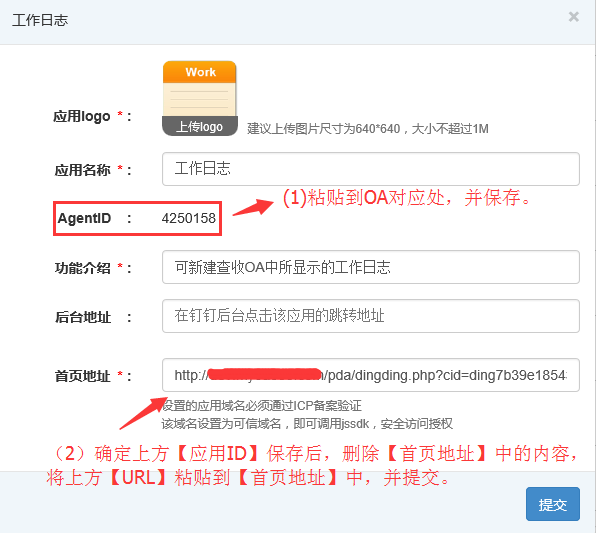 工作日志 ×
Work
上传logo
应用logo *： 建议上传图片尺寸为640*640，大小不超过1M
应用名称 *： 工作日志
(1)粘贴到OA对应处，并保存。
AgentID ： 4250158
功能介绍 *： 可新建查收OA中所显示的工作日志
后台地址 ： 在钉钉后台点击该应用的跳转地址
首页地址 *： http:// /pda/dingding.php?cid=ding7b39e1854
设置的应用域名必须通过ICP备案验证
该域名设置为可信域名，即可调用jssdk，安全访问授权
（2）确定上方【应用ID】保存后，删除【首页地址】中的内容，
将上方【URL】粘贴到【首页地址】中，并提交。
提交